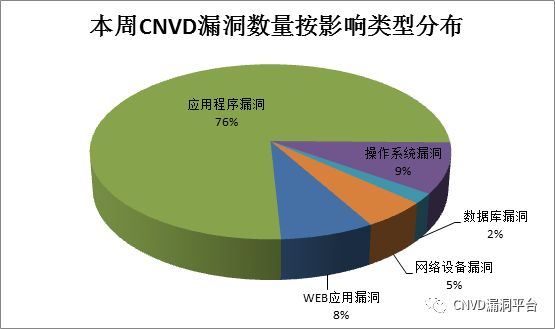 本周CNVD漏洞数量按影响类型分布
应用程序漏洞
76%
操作系统漏洞
9%
数据库漏洞
2%
网络设备漏洞
5%
WEB应用漏洞
8%
CNVD漏洞平台